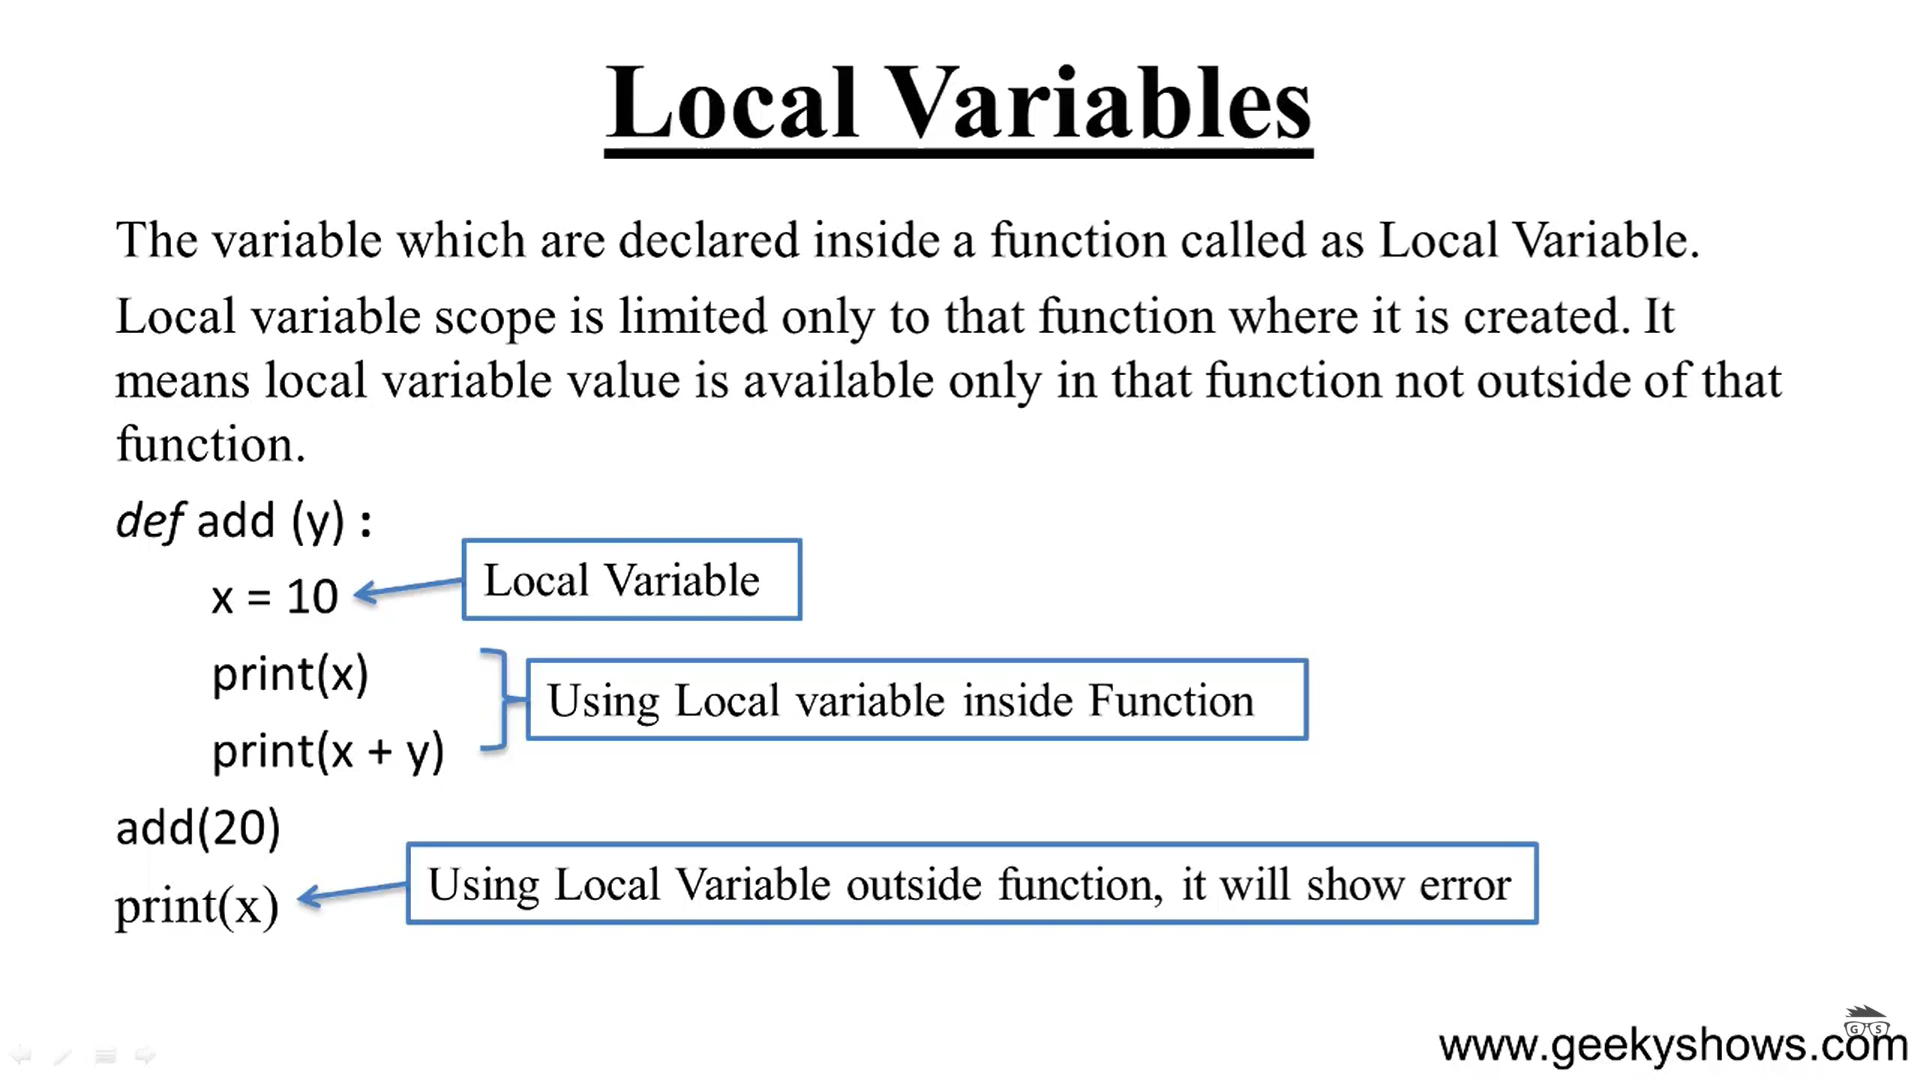 Local Variables
The variable which are declared inside a function called as Local Variable.
Local variable scope is limited only to that function where it is created. It
means local variable value is available only in that function not outside of that
function.
def add (y) :
x = 10
Local Variable
print(x)
Using Local variable inside Function
print(x + y)
add(20)
print(x)
Using Local Variable outside function, it will show error
G S
www.geekyshows.com